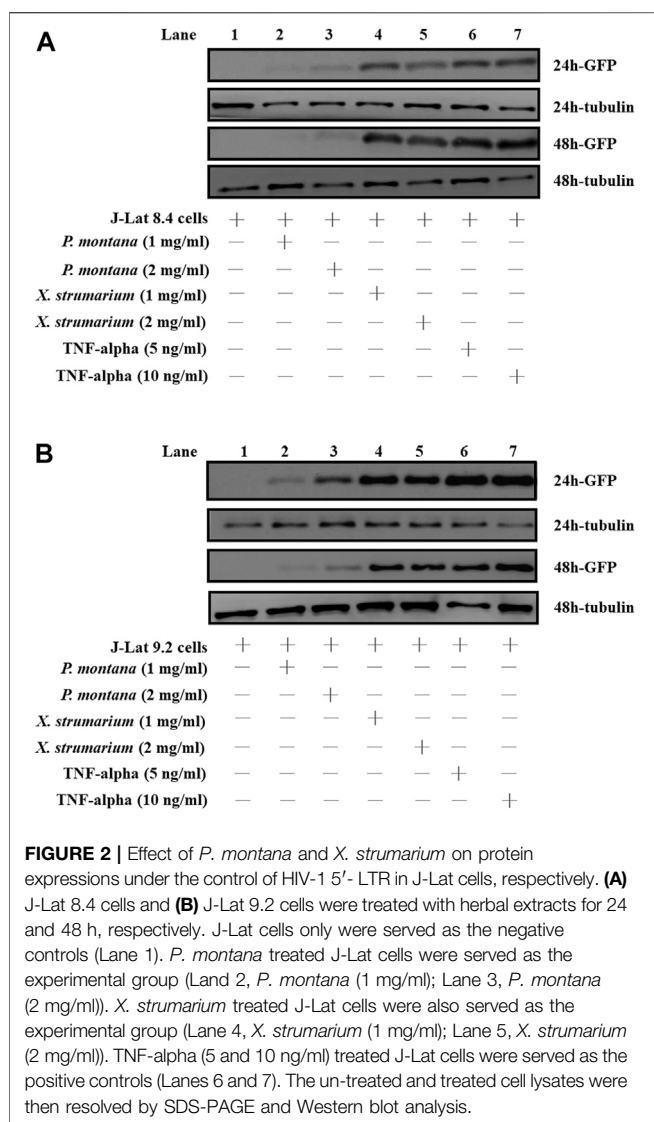 A
Lane 1 2 3 4 5 6 7
24h-GFP
24h-tubulin
48h-GFP
48h-tubulin
J-Lat 8.4 cells + + + + + + +
P. montana (1 mg/ml) — + — — — — —
P. montana (2 mg/ml) — — + — — — —
X. strumarium (1 mg/ml) — — — + — — —
X. strumarium (2 mg/ml) — — — — + — —
TNF-alpha (5 ng/ml) — — — — — + —
TNF-alpha (10 ng/ml) — — — — — — +
B
Lane 1 2 3 4 5 6 7
24h-GFP
24h-tubulin
48h-GFP
48h-tubulin
J-Lat 9.2 cells + + + + + + +
P. montana (1 mg/ml) — + — — — — —
P. montana (2 mg/ml) — — + — — — —
X. strumarium (1 mg/ml) — — — + — — —
X. strumarium (2 mg/ml) — — — — + — —
TNF-alpha (5 ng/ml) — — — — — + —
TNF-alpha (10 ng/ml) — — — — — — +
FIGURE 2 | Effect of P. montana and X. strumarium on protein
expressions under the control of HIV-1 5′- LTR in J-Lat cells, respectively. (A)
J-Lat 8.4 cells and (B) J-Lat 9.2 cells were treated with herbal extracts for 24
and 48 h, respectively. J-Lat cells only were served as the negative
controls (Lane 1). P. montana treated J-Lat cells were served as the
experimental group (Land 2, P. montana (1 mg/ml); Lane 3, P. montana
(2 mg/ml)). X. strumarium treated J-Lat cells were also served as the
experimental group (Lane 4, X. strumarium (1 mg/ml); Lane 5, X. strumarium
(2 mg/ml)). TNF-alpha (5 and 10 ng/ml) treated J-Lat cells were served as the
positive controls (Lanes 6 and 7). The un-treated and treated cell lysates were
then resolved by SDS-PAGE and Western blot analysis.